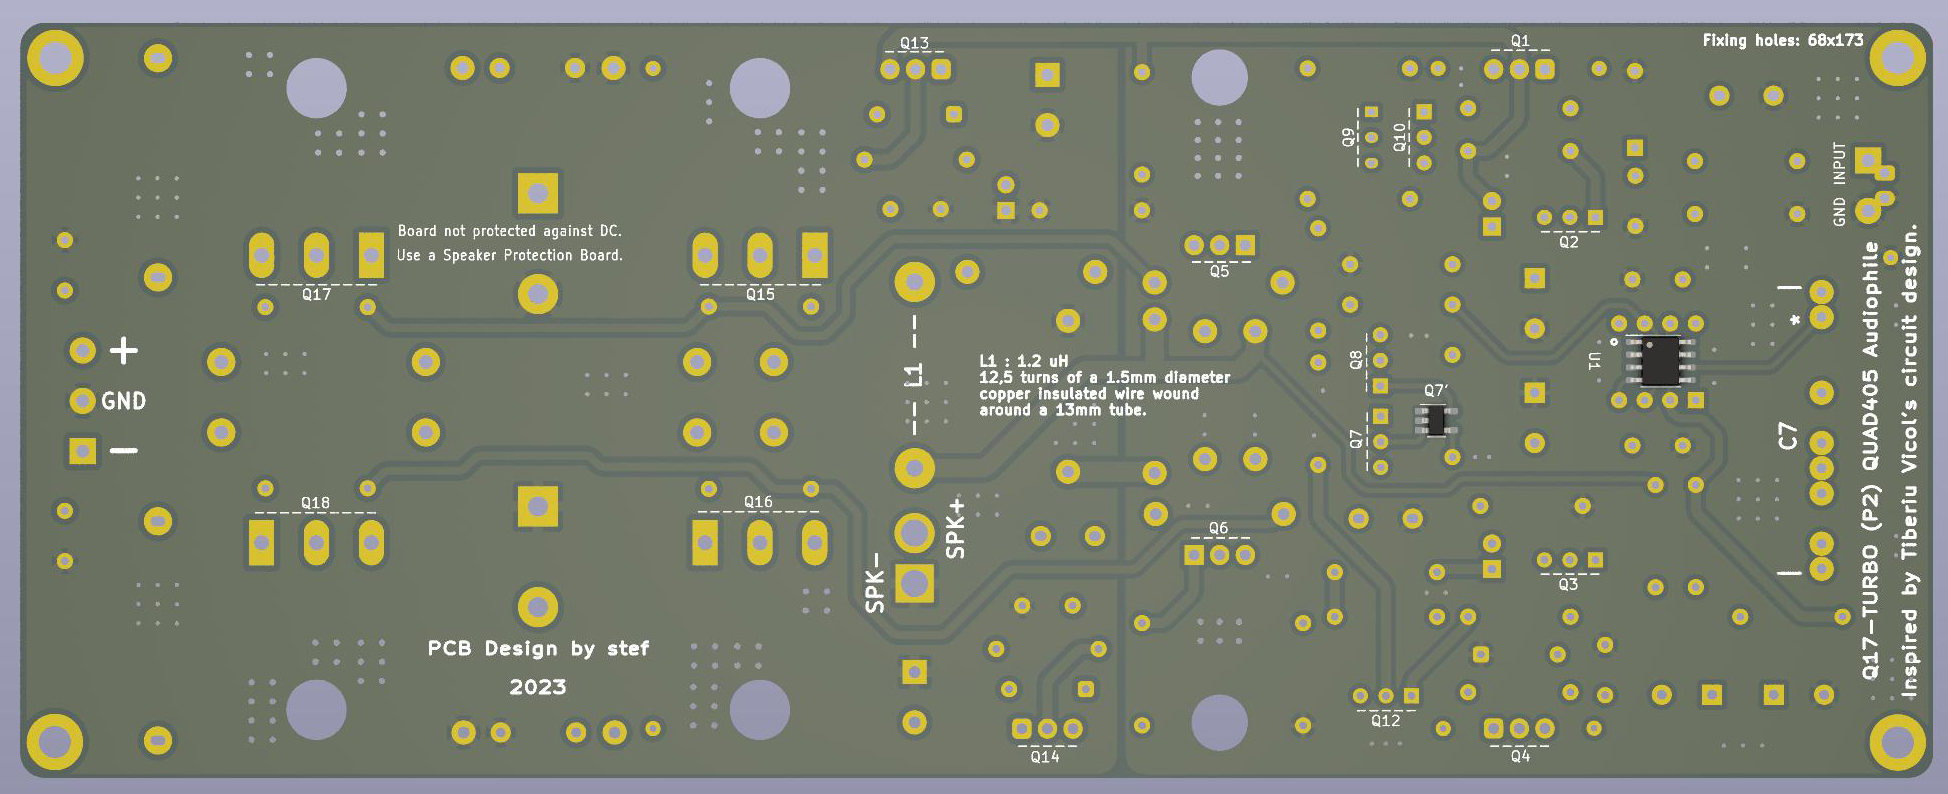 Fixing holes: 68x173
Q13
Q1
Q9
Q10
GND INPUT
Board not protected against DC.
Use a Speaker Protection Board.
Q17
Q15
Q5
Q2
+
GND
-
L1
L1 : 1.2 uH
12,5 turns of a 1.5mm diameter
copper insulated wire wound
around a 13mm tube.
Q8
Q7'
Q7
U1
*
C7
Q18
Q16
SPK+
SPK-
Q6
Q3
Q17-TURBO (P2) QUAD405 Audiophile
Inspired by Tiberiu Vicol's circuit design.
PCB Design by stef
2023
Q12
Q14
Q4